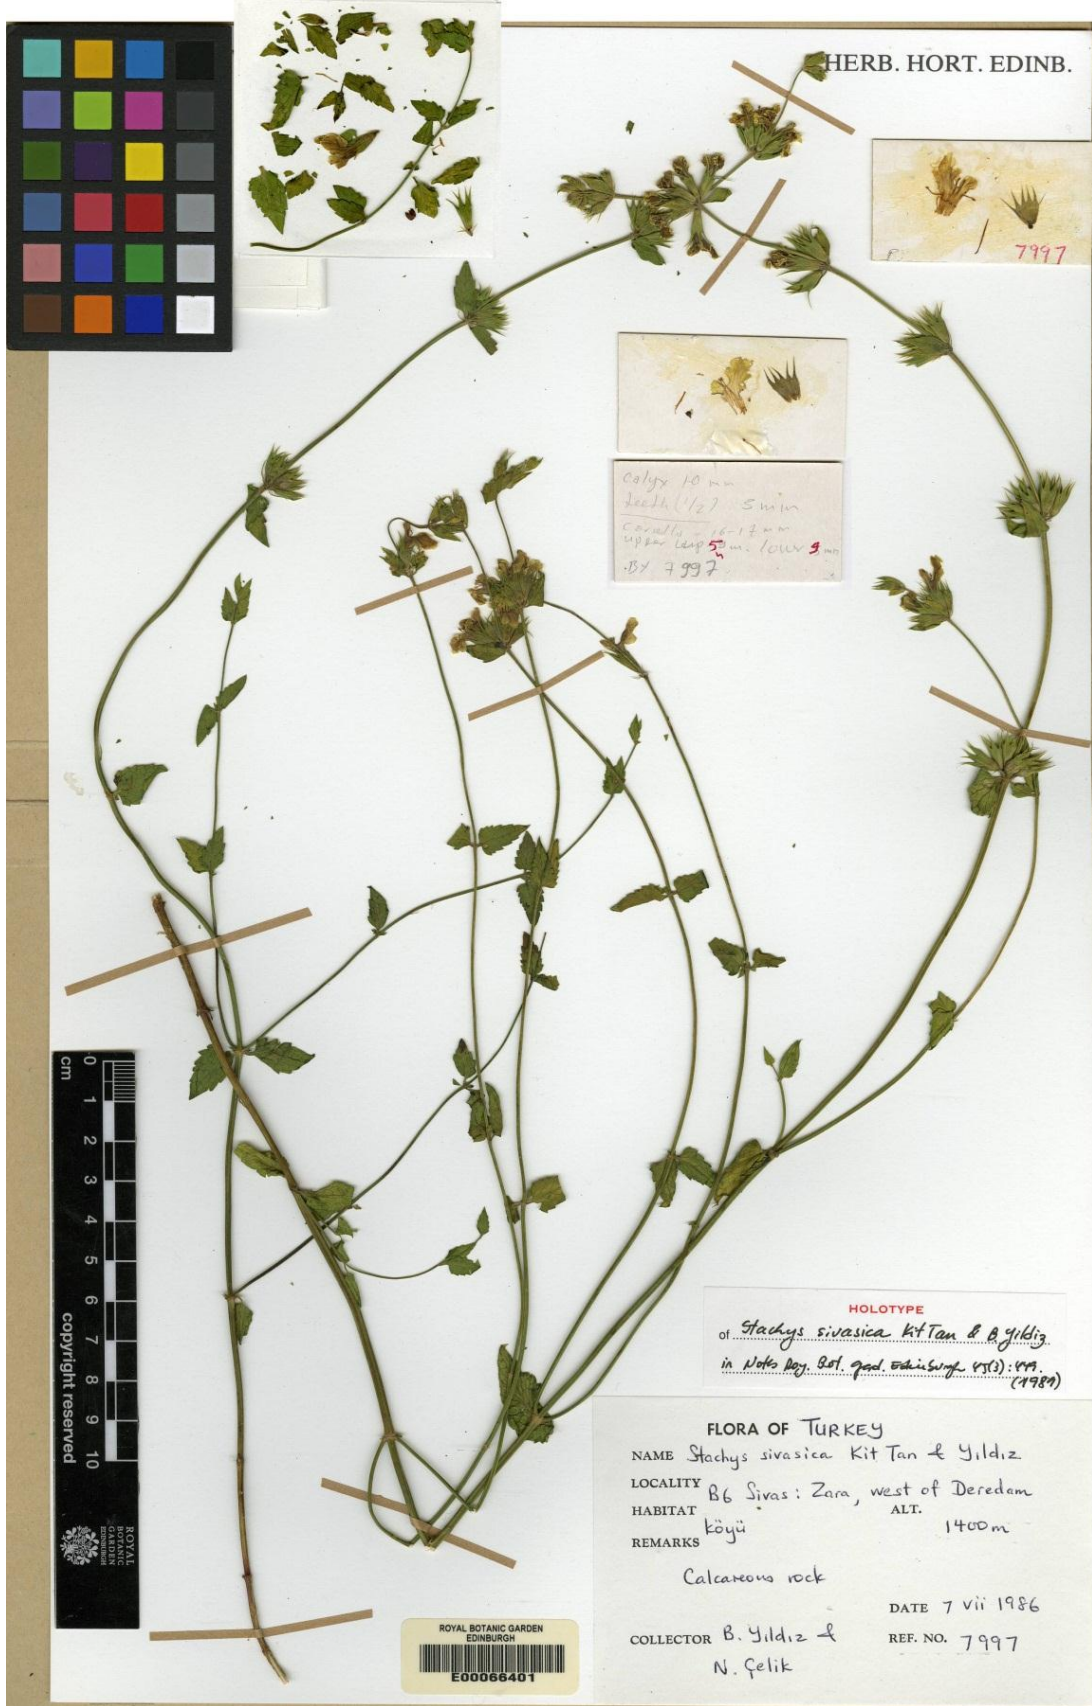 HERB. HORT. EDINB.
7997
calyx 10 mm
teeth (1/2) 5 mm
corolla - 16-17 mm
upper 5 m. lower 9 mm
BY 7997
cm
0
1
2
3
4
5
6
7
8
9
10
copyright reserved
ROYAL
BOTANIC
GARDEN
EDINBURGH
HOLOTYPE
of Stachys sivasica Kit Tan & B. Yildiz
in Notes Roy. Bot. Gard. Edinburgh 45(3):
(1989)
FLORA OF TURKEY
NAME Stachys sivasica Kit Tan & Yıldız
LOCALITY B6 Sivas: Zara, west of Deredam
HABITAT köyü ALT. 1400m
REMARKS
Calcareous rock
DATE 7 vii 1986
COLLECTOR B. Yıldız &
N. Çelik
REF. NO. 7997
ROYAL BOTANIC GARDEN
EDINBURGH
E00066401